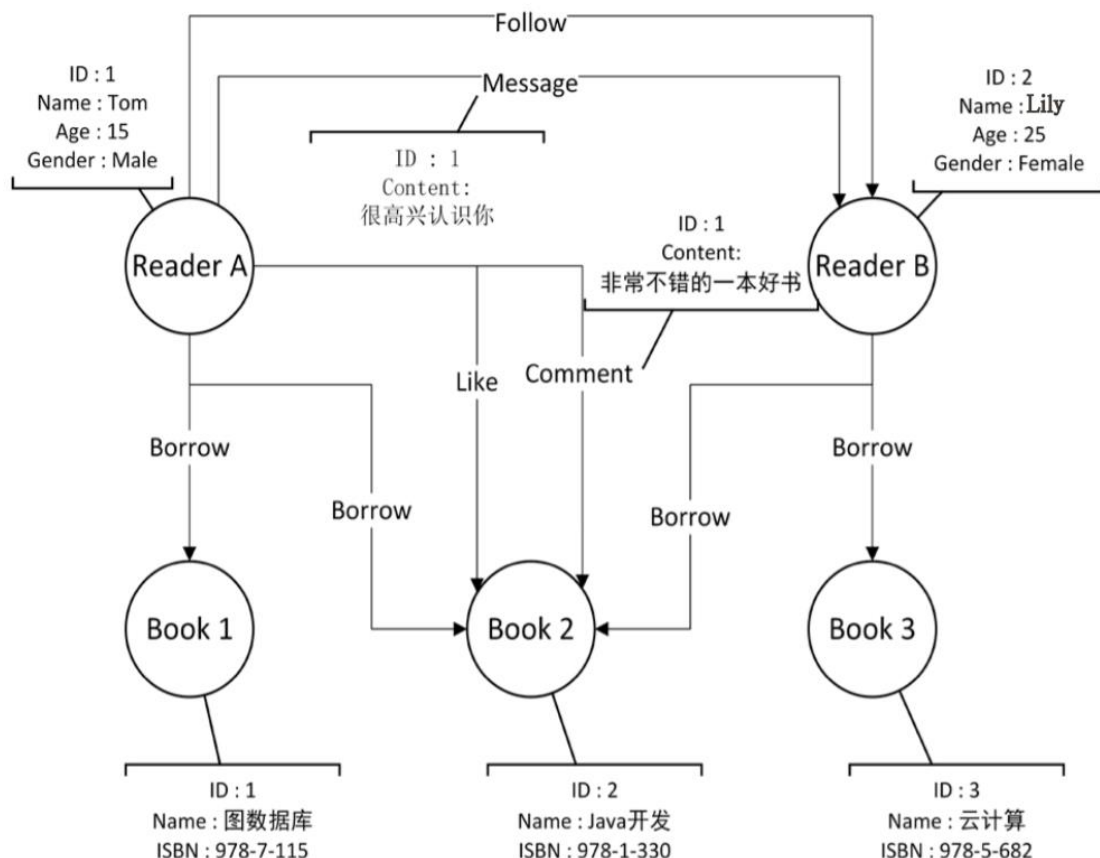 Follow
Message
ID : 1
Name : Tom
Age : 15
Gender : Male
ID : 2
Name : Lily
Age : 25
Gender : Female
ID : 1
Content:
很高兴认识你
ID : 1
Content:
非常不错的一本好书
Reader A
Reader B
Like
Comment
Borrow
Borrow
Borrow
Borrow
Book 1
Book 2
Book 3
ID : 1
Name : 图数据库
ISBN : 978-7-115
ID : 2
Name : Java开发
ISBN : 978-1-330
ID : 3
Name : 云计算
ISBN : 978-5-682